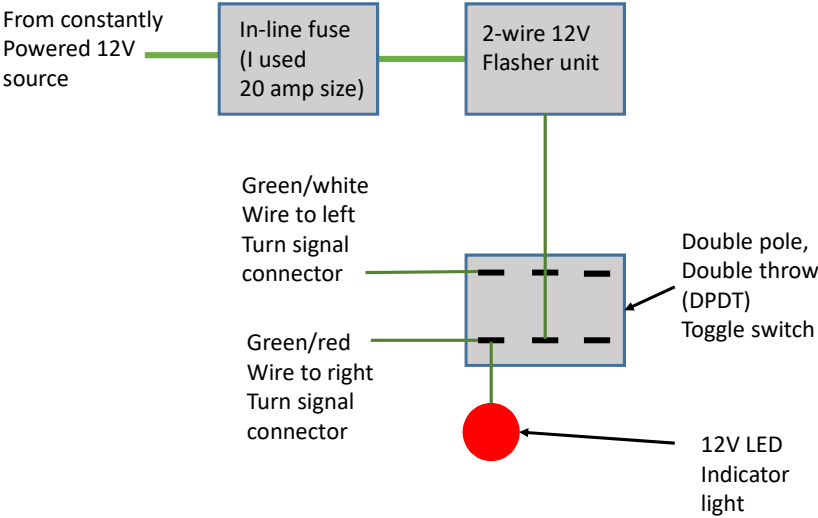 From constantly
Powered 12V
source
In-line fuse
(I used
20 amp size)
2-wire 12V
Flasher unit
Green/white
Wire to left
Turn signal
connector
Double pole,
Double throw
(DPDT)
Toggle switch
Green/red
Wire to right
Turn signal
connector
12V LED
Indicator
light